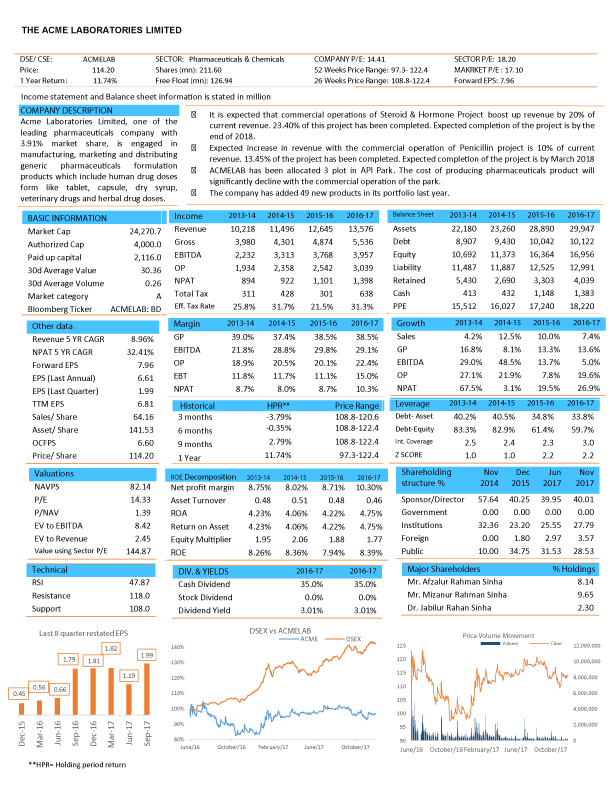 THE ACME LABORATORIES LIMITED
DSE/ CSE: ACMELAB SECTOR: Pharmaceuticals & Chemicals COMPANY P/E: 14.41 SECTOR P/E: 18.20
Price: 114.20 Shares (mn): 211.60 52 Weeks Price Range: 97.3- 122.4 MAKRKET P/E : 17.10
1 Year Return: 11.74% Free Float (mn): 126.94 26 Weeks Price Range: 108.8-122.4 Forward EPS: 7.96
Income statement and Balance sheet information is stated in million
COMPANY DESCRIPTION
Acme Laboratories Limited, one of the
leading pharmaceuticals company with
3.91% market share, is engaged in
manufacturing, marketing and distributing
generic pharmaceuticals formulation
products which include human drug doses
form like tablet, capsule, dry syrup,
veterinary drugs and herbal drug doses.
It is expected that commercial operations of Steroid & Hormone Project boost up revenue by 20% of
current revenue. 23.40% of this project has been completed. Expected completion of the project is by the
end of 2018.
Expected increase in revenue with the commercial operation of Penicillin project is 10% of current
revenue. 13.45% of the project has been completed. Expected completion of the project is by March 2018
ACMELAB has been allocated 3 plot in API Park. The cost of producing pharmaceuticals product will
significantly decline with the commercial operation of the park.
The company has added 49 new products in its portfolio last year.
BASIC INFORMATION
Market Cap 24,270.7
Authorized Cap 4,000.0
Paid up capital 2,116.0
30d Average Value 30.36
30d Average Volume 0.26
Market category A
Bloomberg Ticker ACMELAB: BD
Income 2013-14 2014-15 2015-16 2016-17
Revenue 10,218 11,496 12,645 13,576
Gross 3,980 4,301 4,874 5,536
EBITDA 2,232 3,313 3,768 3,957
OP 1,934 2,358 2,542 3,039
NPAT 894 922 1,101 1,398
Total Tax 311 428 301 638
Eff. Tax Rate 25.8% 31.7% 21.5% 31.3%
Balance Sheet 2013-14 2014-15 2015-16 2016-17
Assets 22,180 23,260 28,890 29,947
Debt 8,907 9,430 10,042 10,122
Equity 10,692 11,373 16,364 16,956
Liability 11,487 11,887 12,525 12,991
Retained 5,430 2,690 3,303 4,039
Cash 413 432 1,148 1,383
PPE 15,512 16,027 17,240 18,220
Other data
Revenue 5 YR CAGR 8.96%
NPAT 5 YR CAGR 32.41%
Forward EPS 7.96
EPS (Last Annual) 6.61
EPS (Last Quarter) 1.99
TTM EPS 6.81
Sales/ Share 64.16
Asset/ Share 141.53
OCFPS 6.60
Price/ Share 114.20
Margin 2013-14 2014-15 2015-16 2016-17
GP 39.0% 37.4% 38.5% 38.5%
EBITDA 21.8% 28.8% 29.8% 29.1%
OP 18.9% 20.5% 20.1% 22.4%
EBT 11.8% 11.7% 11.1% 15.0%
NPAT 8.7% 8.0% 8.7% 10.3%
Growth 2013-14 2014-15 2015-16 2016-17
Sales 4.2% 12.5% 10.0% 7.4%
GP 16.8% 8.1% 13.3% 13.6%
EBITDA 29.0% 48.5% 13.7% 5.0%
OP 27.1% 21.9% 7.8% 19.6%
NPAT 67.5% 3.1% 19.5% 26.9%
Historical HPR** Price Range
3 months -3.79% 108.8-120.6
6 months -0.35% 108.8-122.4
9 months 2.79% 108.8-122.4
1 Year 11.74% 97.3-122.4
Leverage 2013-14 2014-15 2015-16 2016-17
Debt- Asset 40.2% 40.5% 34.8% 33.8%
Debt-Equity 83.3% 82.9% 61.4% 59.7%
Int. Coverage 2.5 2.4 2.3 3.0
Z SCORE 1.0 1.0 2.2 2.2
Valuations
NAVPS 82.14
P/E 14.33
P/NAV 1.39
EV to EBITDA 8.42
EV to Revenue 2.45
Value using Sector P/E 144.87
ROE Decomposition 2013-14 2014-15 2015-16 2016-17
Net profit margin 8.75% 8.02% 8.71% 10.30%
Asset Turnover 0.48 0.51 0.48 0.46
ROA 4.23% 4.06% 4.22% 4.75%
Return on Asset 4.23% 4.06% 4.22% 4.75%
Equity Multiplier 1.95 2.06 1.88 1.77
ROE 8.26% 8.36% 7.94% 8.39%
Shareholding structure % Nov 2014 Dec 2015 Jun 2017 Nov 2017
Sponsor/Director 57.64 40.25 39.95 40.01
Government 0.00 0.00 0.00 0.00
Institutions 32.36 23.20 25.55 27.79
Foreign 0.00 1.80 2.97 3.57
Public 10.00 34.75 31.53 28.53
Technical
RSI 47.87
Resistance 118.0
Support 108.0
DIV. & YIELDS 2016-17 2016-17
Cash Dividend 35.0% 35.0%
Stock Dividend 0.0% 0.0%
Dividend Yield 3.01% 3.01%
Major Shareholders % Holdings
Mr. Afzalur Rahman Sinha 8.14
Mr. Mizanur Rahman Sinha 9.65
Dr. Jabilur Rahan Sinha 2.30
Last 8 quarter restated EPS
0.45 0.56 0.66 1.79 1.81 1.82 1.19 1.99
Dec-15 Mar-16 Jun-16 Sep-16 Dec-16 Mar-17 Jun-17 Sep-17
DSEX vs ACMELAB
ACME DSEX
140%
130%
120%
110%
100%
90%
80%
June/16 October/16 February/17 June/17 October/17
Price Volume Movement
Volume Close
125 12,000,000
120 10,000,000
115 8,000,000
110 6,000,000
105 4,000,000
100 2,000,000
95 0
90
June/16 October/16 February/17 June/17 October/17
**HPR= Holding period return